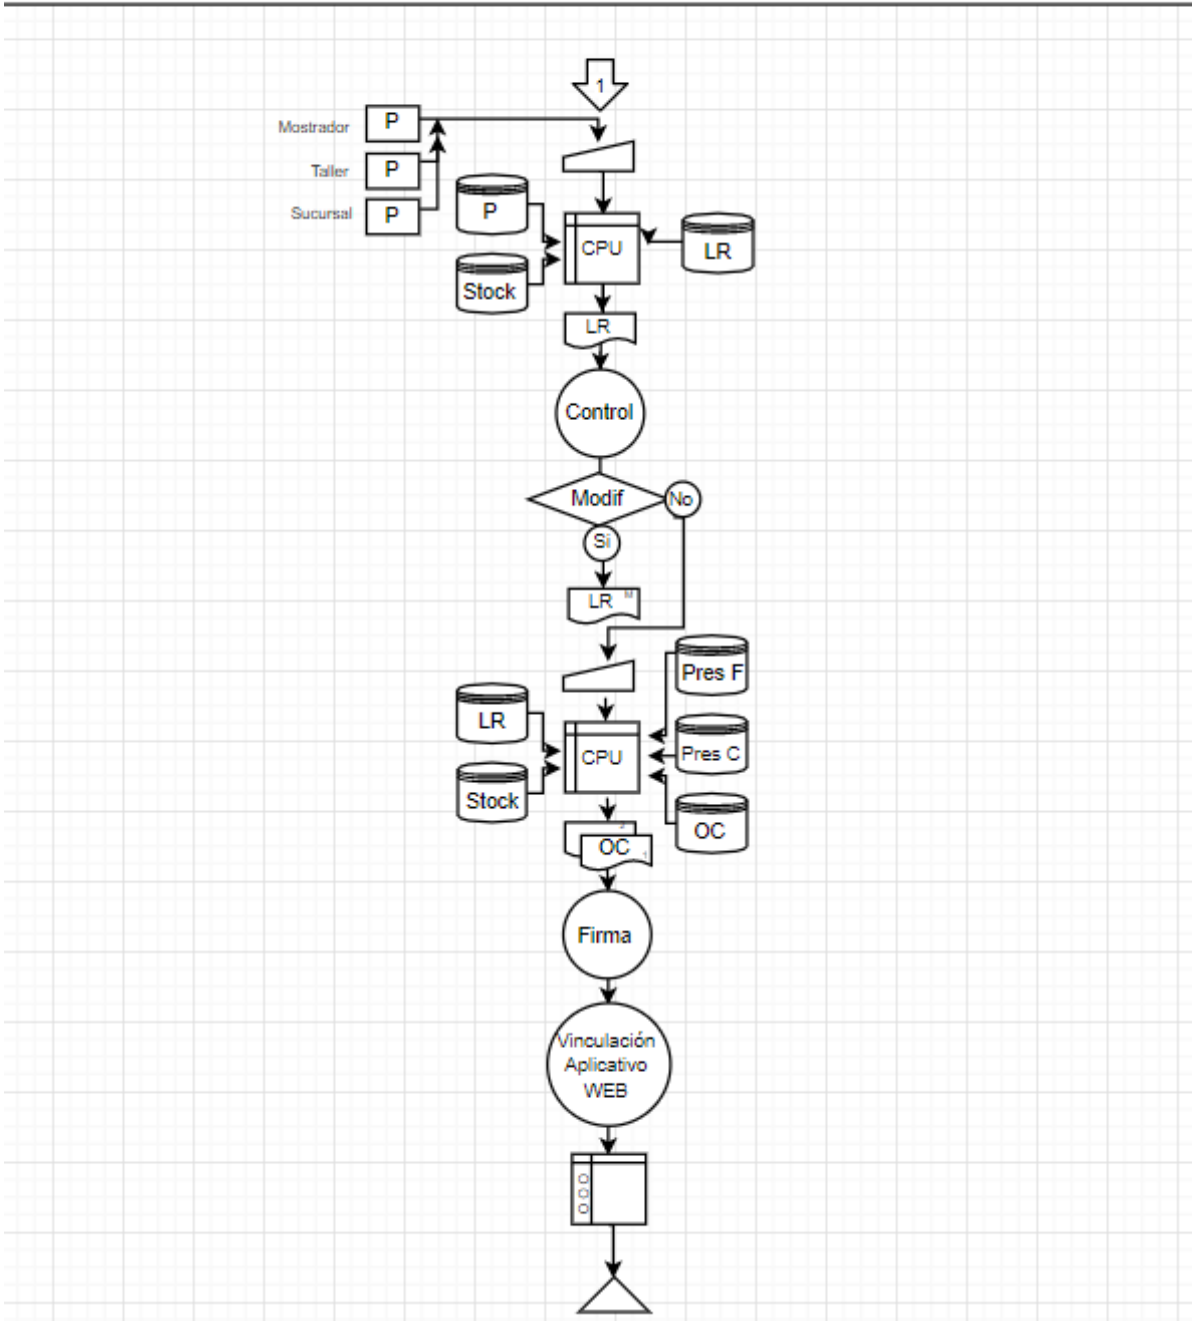 1
Mostrador
P
Taller
P
Sucursal
P
P
CPU
LR
Stock
LR
Control
Modif
No
Si
LR M
Pres F
LR
CPU
Pres C
Stock
OC
OC
1
Firma
Vinculación
Aplicativo
WEB